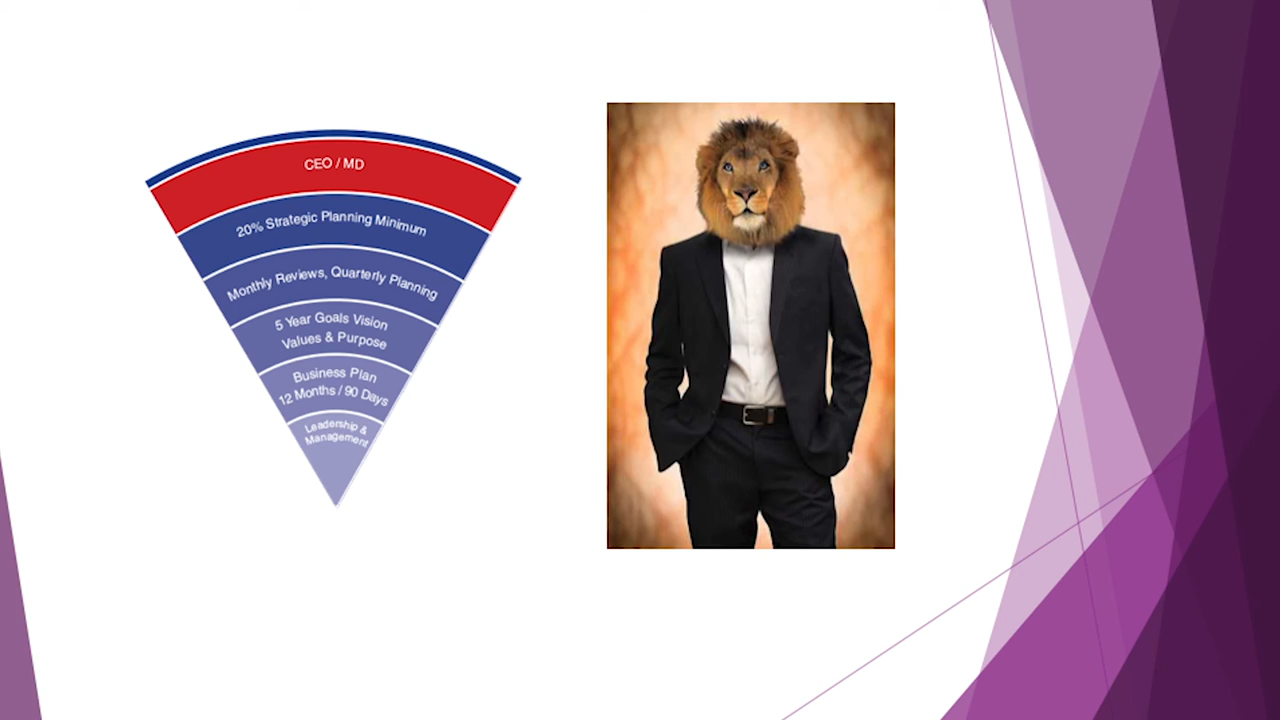 CEO / MD
20% Strategic Planning Minimum
Monthly Reviews, Quarterly Planning
5 Year Goals Vision
Values & Purpose
Business Plan
12 Months / 90 Days
Leadership &
Management